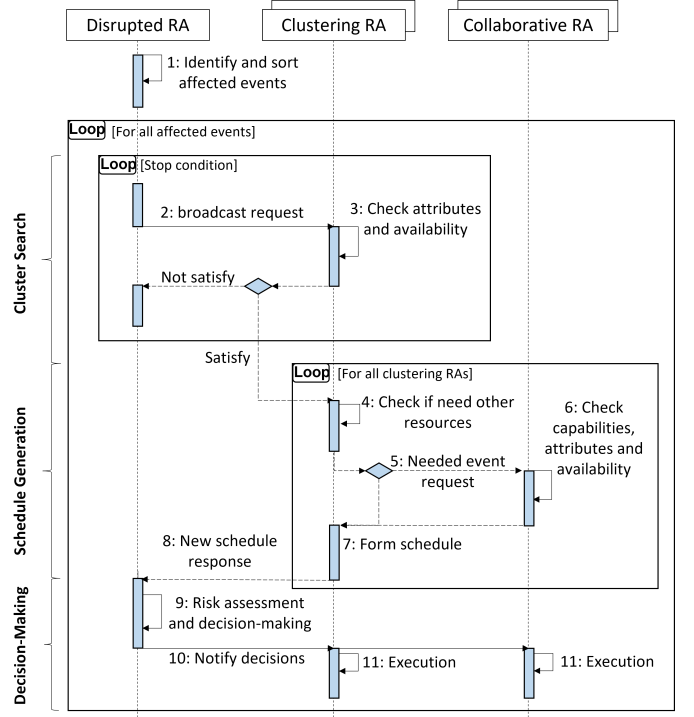 Disrupted RA
Clustering RA
Collaborative RA
1: Identify and sort
affected events
Loop [For all affected events]
Loop [Stop condition]
2: broadcast request
3: Check attributes
and availability
Not satisfy
Satisfy
Cluster Search
Loop [For all clustering RAs]
4: Check if need other
resources
6: Check
capabilities,
attributes and
availability
5: Needed event
request
7: Form schedule
8: New schedule
response
Schedule Generation
9: Risk assessment
and decision-making
10: Notify decisions
11: Execution
11: Execution
Decision-Making